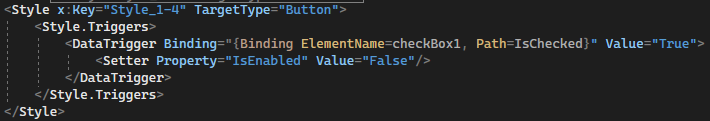 <Style x:Key="Style_1-4" TargetType="Button">
<Style.Triggers>
<DataTrigger Binding="{Binding ElementName=checkBox1, Path=IsChecked}" Value="True">
<Setter Property="IsEnabled" Value="False"/>
</DataTrigger>
</Style.Triggers>
</Style>